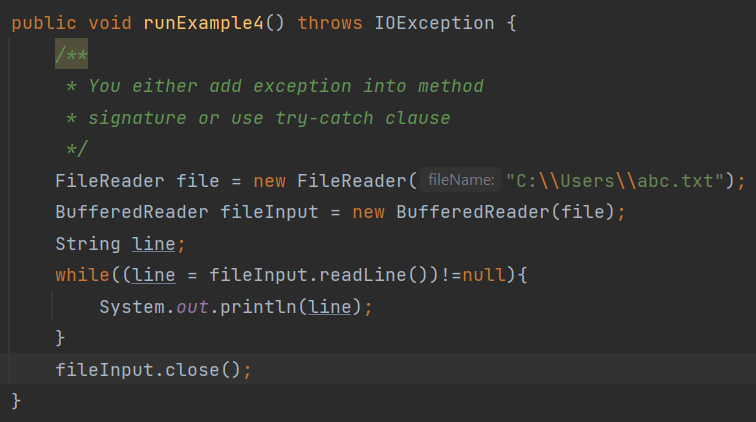 public void runExample4() throws IOException {
/**
* You either add exception into method
* signature or use try-catch clause
*/
FileReader file = new FileReader( fileName: "C:\\Users\\abc.txt");
BufferedReader fileInput = new BufferedReader(file);
String line;
while((line = fileInput.readLine())!=null){
System.out.println(line);
}
fileInput.close();
}